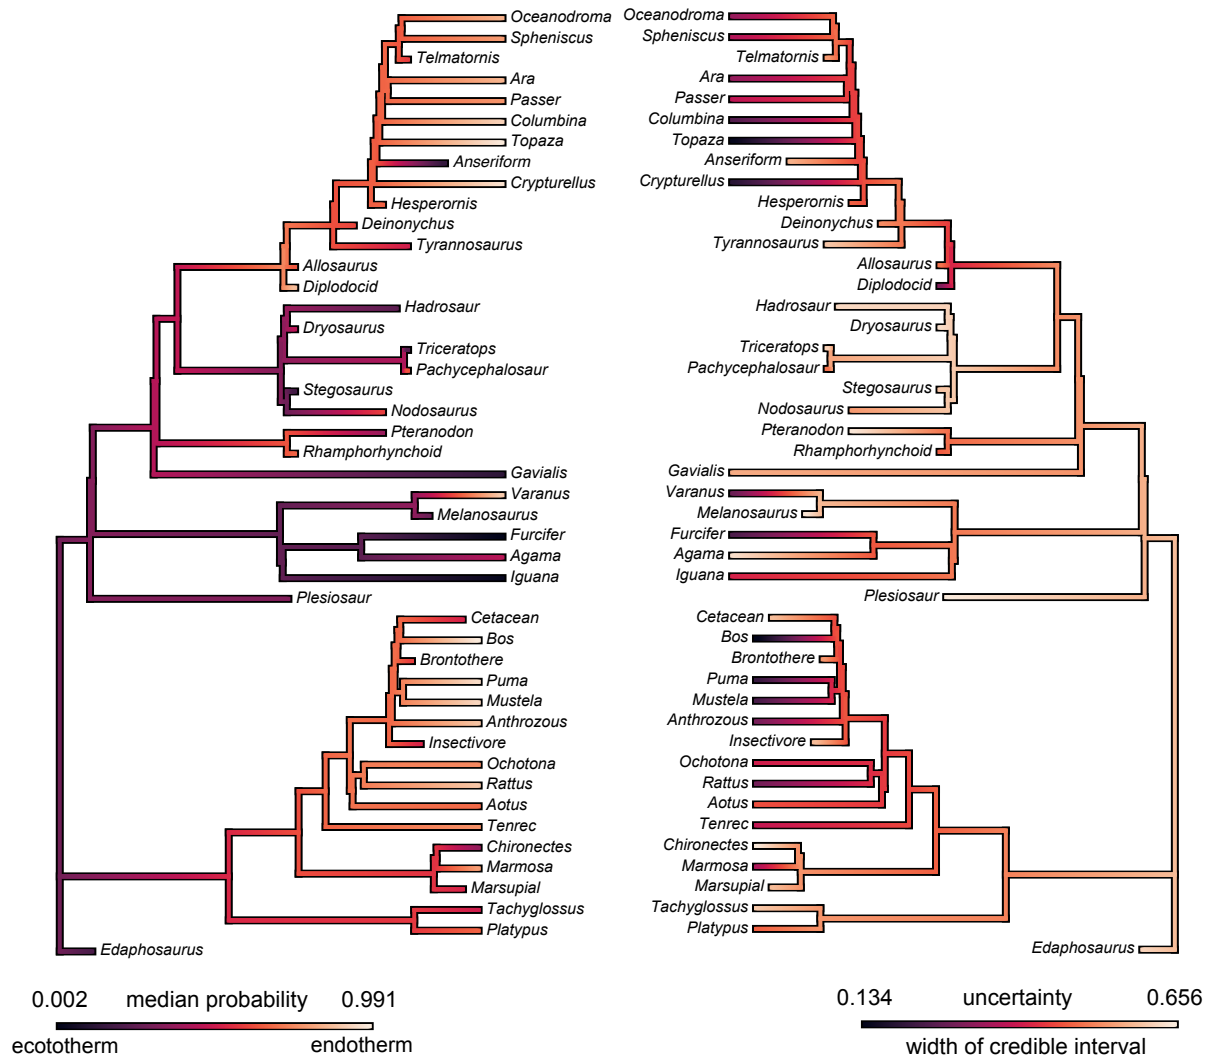 Oceanodroma
Spheniscus
Telmatornis
Ara
Passer
Columbina
Topaza
Anseriform
Crypturellus
Hesperornis
Deinonychus
Tyrannosaurus
Allosaurus
Diplodocid
Hadrosaur
Dryosaurus
Triceratops
Pachycephalosaur
Stegosaurus
Nodosaurus
Pteranodon
Rhamphorhynchoid
Gavialis
Varanus
Melanosaurus
Furcifer
Agama
Iguana
Plesiosaur
Cetacean
Bos
Brontothere
Puma
Mustela
Anthrozous
Insectivore
Ochotona
Rattus
Aotus
Tenrec
Chironectes
Marmosa
Marsupial
Tachyglossus
Platypus
Edaphosaurus
0.002 median probability 0.991
ecototherm endotherm
Oceanodroma
Spheniscus
Telmatornis
Ara
Passer
Columbina
Topaza
Anseriform
Crypturellus
Hesperornis
Deinonychus
Tyrannosaurus
Allosaurus
Diplodocid
Hadrosaur
Dryosaurus
Triceratops
Pachycephalosaur
Stegosaurus
Nodosaurus
Pteranodon
Rhamphorhynchoid
Gavialis
Varanus
Melanosaurus
Furcifer
Agama
Iguana
Plesiosaur
Cetacean
Bos
Brontothere
Puma
Mustela
Anthrozous
Insectivore
Ochotona
Rattus
Aotus
Tenrec
Chironectes
Marmosa
Marsupial
Tachyglossus
Platypus
Edaphosaurus
0.134 uncertainty 0.656
width of credible interval